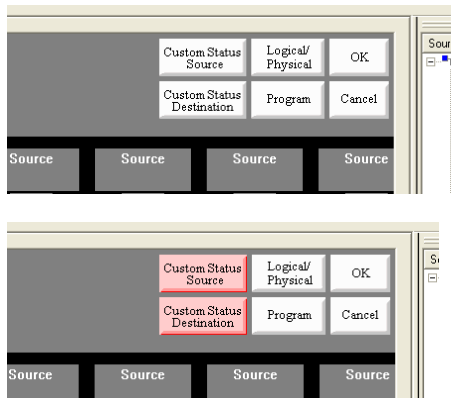 Custom Status Source
Logical/ Physical
OK
Custom Status Destination
Program
Cancel
Sour
Source
Source
Source
Source
Custom Status Source
Logical/ Physical
OK
Custom Status Destination
Program
Cancel
S
Source
Source
Source
Source